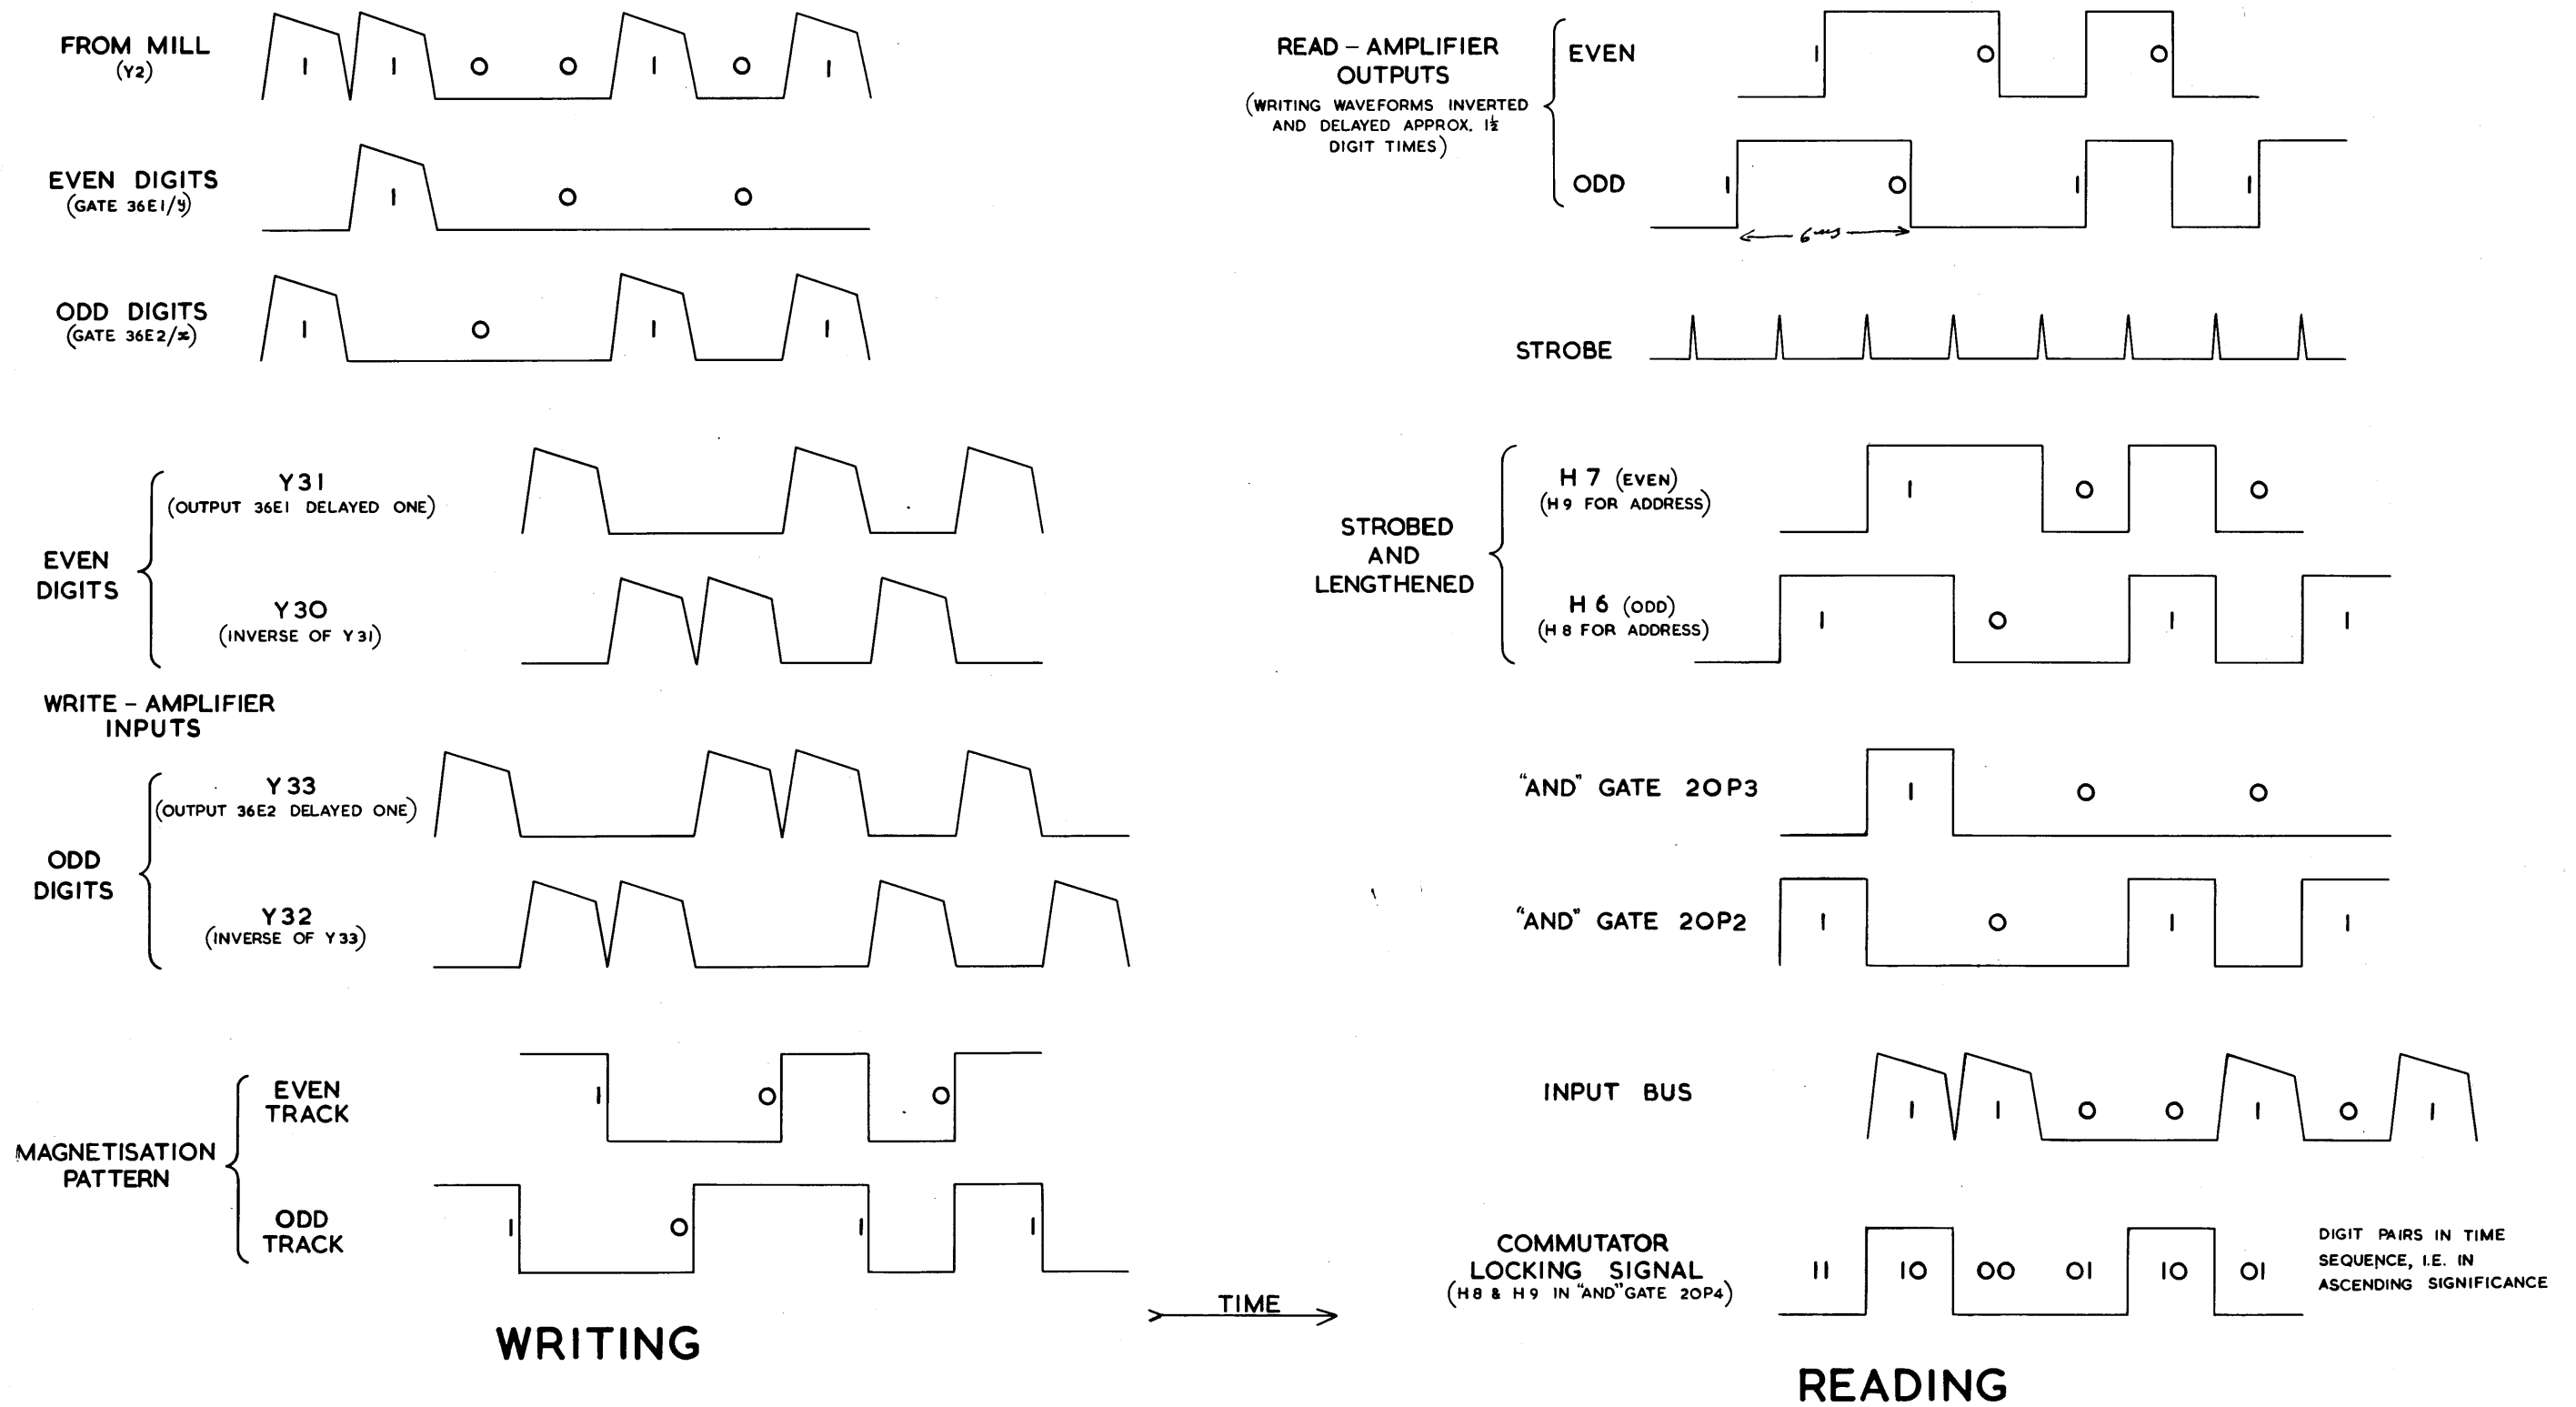 FROM MILL
(Y2)
1 1 0 0 1 0 1
EVEN DIGITS
(GATE 36E1/y)
1 0 0
ODD DIGITS
(GATE 36E2/x)
1 0 1 1
EVEN
DIGITS
Y31
(OUTPUT 36E1 DELAYED ONE)
Y30
(INVERSE OF Y31)
WRITE-AMPLIFIER
INPUTS
ODD
DIGITS
Y33
(OUTPUT 36E2 DELAYED ONE)
Y32
(INVERSE OF Y33)
MAGNETISATION
PATTERN
EVEN
TRACK
1 0 0
ODD
TRACK
1 0 1 1
WRITING
TIME
READ-AMPLIFIER
OUTPUTS
(WRITING WAVEFORMS INVERTED
AND DELAYED APPROX. 1½
DIGIT TIMES)
EVEN
1 0 0
ODD
1 0 1 1
6 μs
STROBE
STROBED
AND
LENGTHENED
H7 (EVEN)
(H9 FOR ADDRESS)
1 0 0
H6 (ODD)
(H8 FOR ADDRESS)
1 0 1 1
"AND" GATE 20P3
1 0 0
"AND" GATE 20P2
1 0 1 1
INPUT BUS
1 1 0 0 1 0 1
COMMUTATOR
LOCKING SIGNAL
(H8 & H9 IN "AND" GATE 20P4)
11 10 00 01 10 01
DIGIT PAIRS IN TIME
SEQUENCE, I.E. IN
ASCENDING SIGNIFICANCE
READING